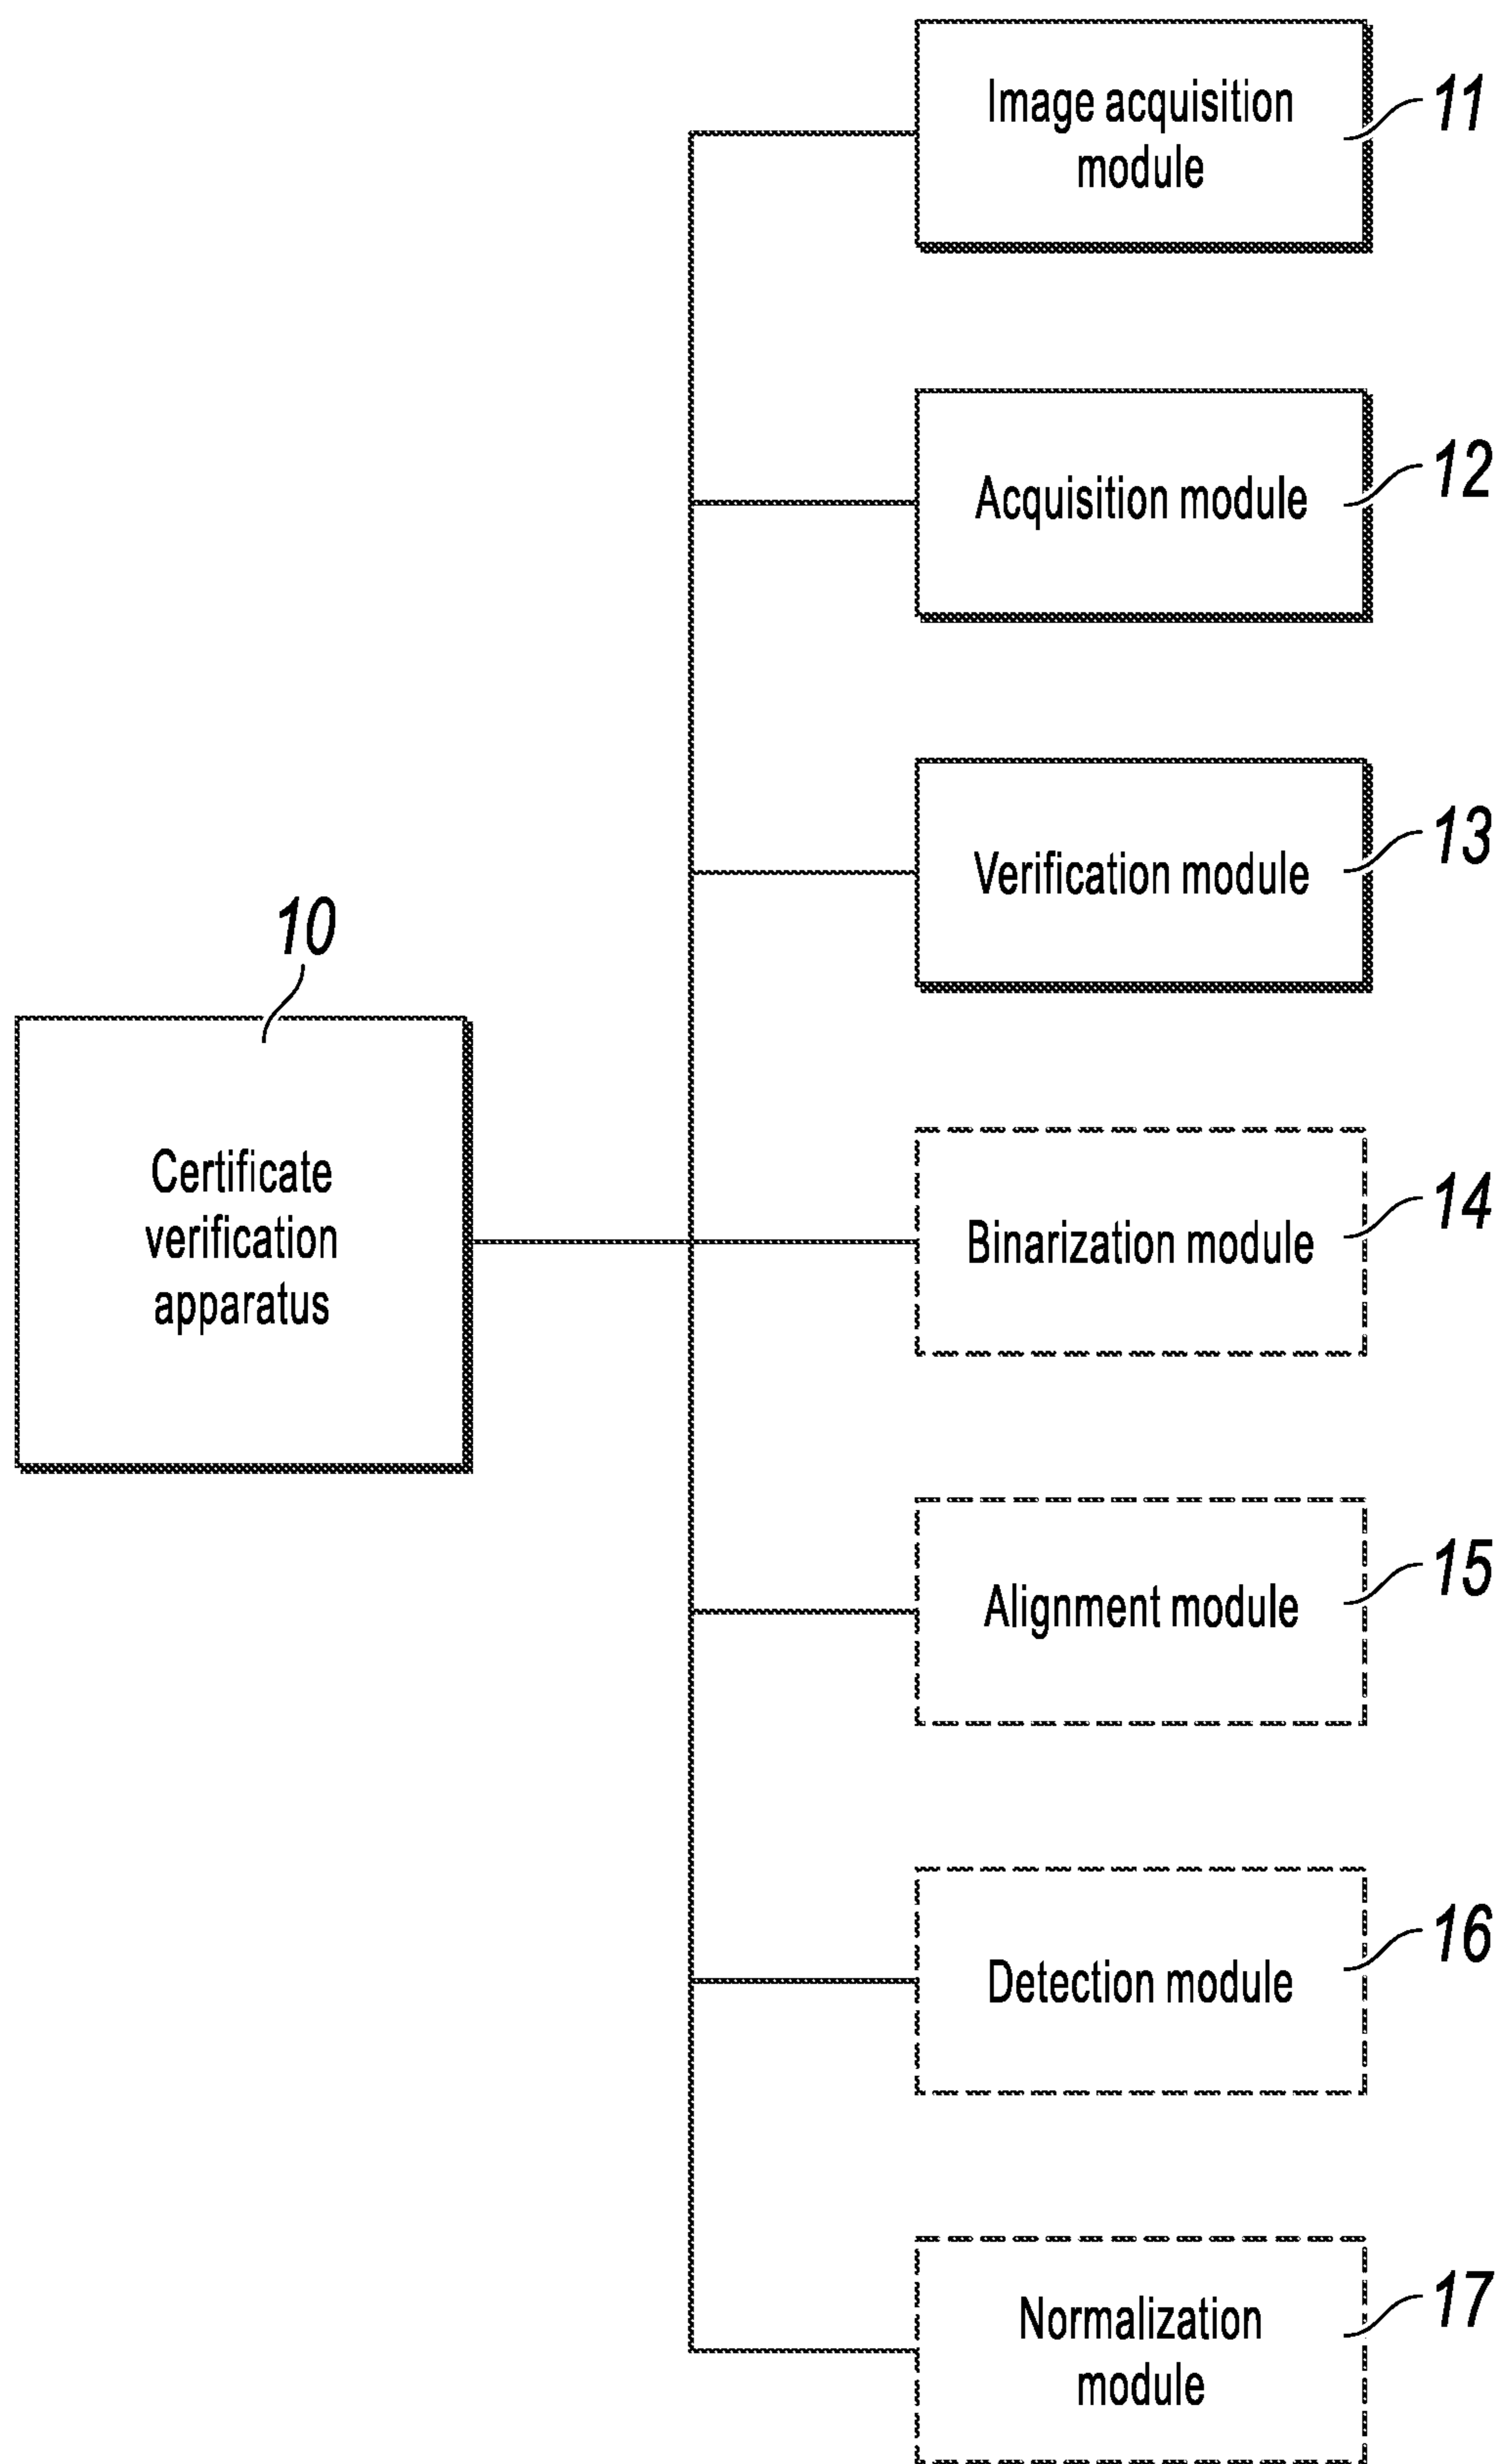 Image acquisition
module
11
Acquisition module
12
Verification module
13
10
Certificate
verification
apparatus
Binarization module
14
Alignment module
15
Detection module
16
Normalization
module
17